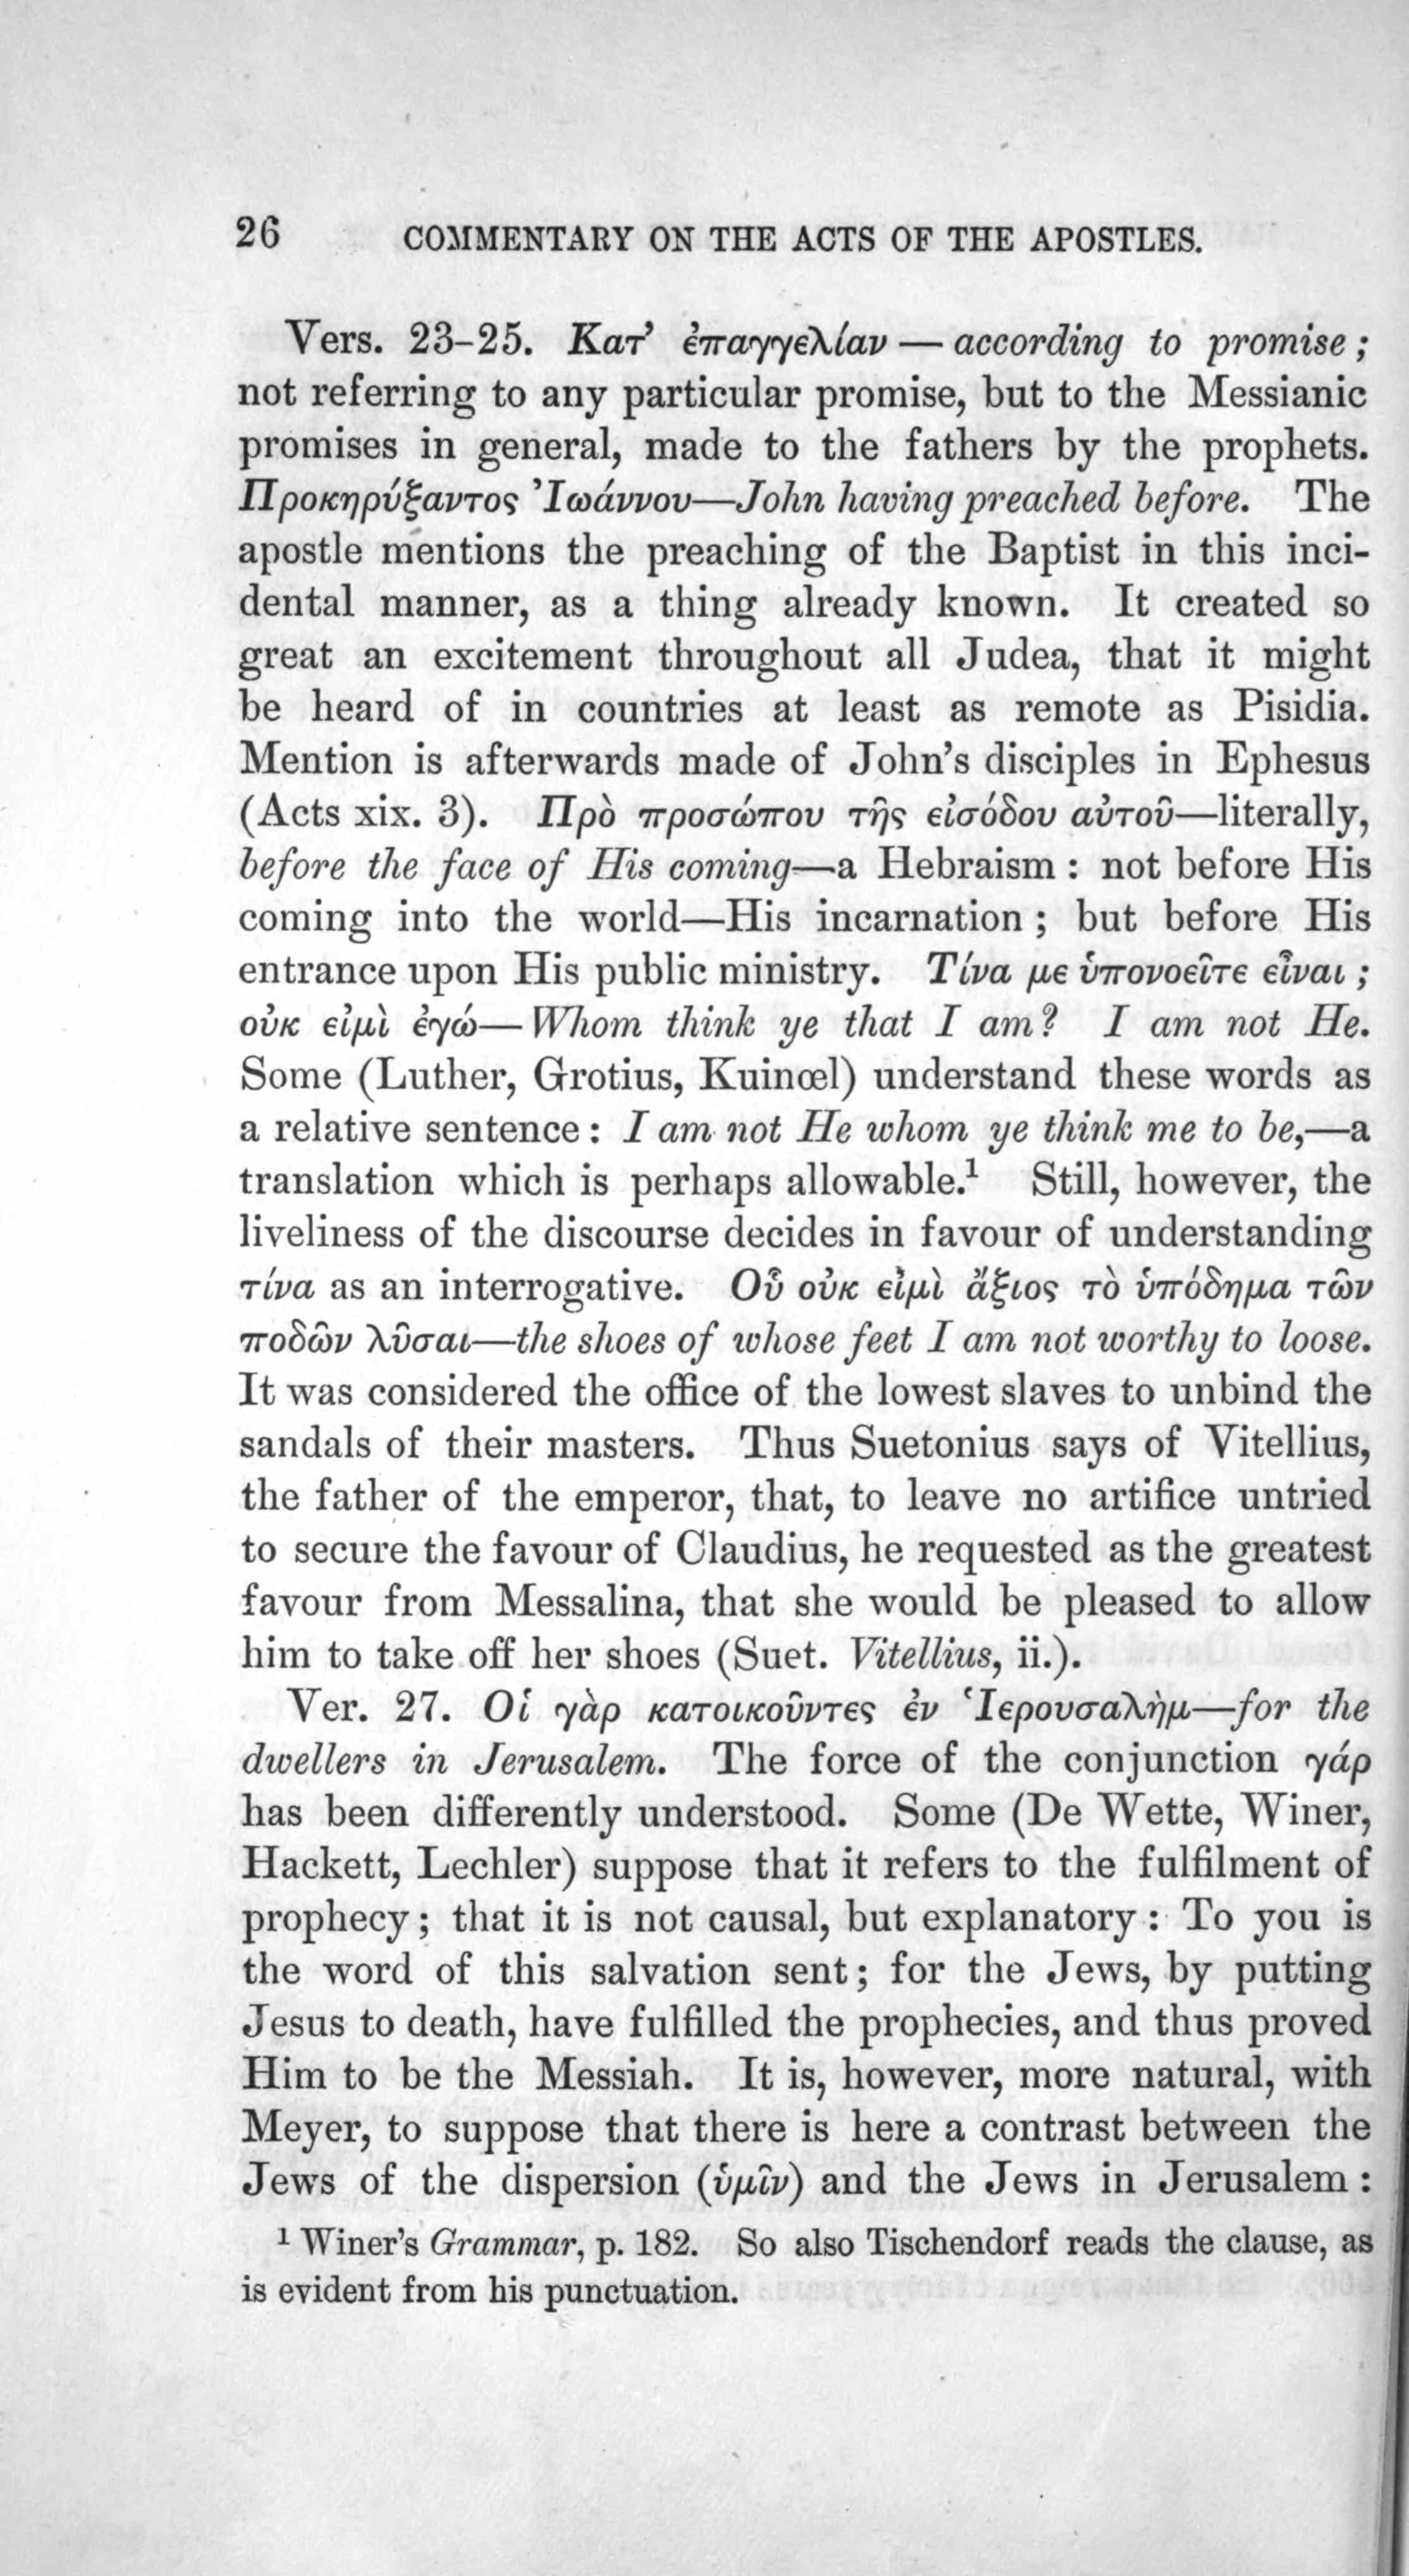 26 COMMENTARY ON THE ACTS OF THE APOSTLES.
Vers. 23–25. Κατ’ ἐπαγγελίαν — according to promise;
not referring to any particular promise, but to the Messianic
promises in general, made to the fathers by the prophets.
Προκηρύξαντος Ἰωάννου—John having preached before. The
apostle mentions the preaching of the Baptist in this inci-
dental manner, as a thing already known. It created so
great an excitement throughout all Judea, that it might
be heard of in countries at least as remote as Pisidia.
Mention is afterwards made of John’s disciples in Ephesus
(Acts xix. 3). Πρὸ προσώπου τῆς εἰσόδου αὐτοῦ—literally,
before the face of His coming—a Hebraism: not before His
coming into the world—His incarnation; but before His
entrance upon His public ministry. Τίνα με ὑπονοεῖτε εἶναι;
οὐκ εἰμὶ ἐγώ—Whom think ye that I am? I am not He.
Some (Luther, Grotius, Kuinœl) understand these words as
a relative sentence: I am not He whom ye think me to be,—a
translation which is perhaps allowable.¹ Still, however, the
liveliness of the discourse decides in favour of understanding
τίνα as an interrogative. Οὗ οὐκ εἰμὶ ἄξιος τὸ ὑπόδημα τῶν
ποδῶν λῦσαι—the shoes of whose feet I am not worthy to loose.
It was considered the office of the lowest slaves to unbind the
sandals of their masters. Thus Suetonius says of Vitellius,
the father of the emperor, that, to leave no artifice untried
to secure the favour of Claudius, he requested as the greatest
favour from Messalina, that she would be pleased to allow
him to take off her shoes (Suet. Vitellius, ii.).
Ver. 27. Οἱ γὰρ κατοικοῦντες ἐν Ἱερουσαλὴμ—for the
dwellers in Jerusalem. The force of the conjunction γάρ
has been differently understood. Some (De Wette, Winer,
Hackett, Lechler) suppose that it refers to the fulfilment of
prophecy; that it is not causal, but explanatory: To you is
the word of this salvation sent; for the Jews, by putting
Jesus to death, have fulfilled the prophecies, and thus proved
Him to be the Messiah. It is, however, more natural, with
Meyer, to suppose that there is here a contrast between the
Jews of the dispersion (ὑμῖν) and the Jews in Jerusalem:
¹ Winer’s Grammar, p. 182. So also Tischendorf reads the clause, as
is evident from his punctuation.